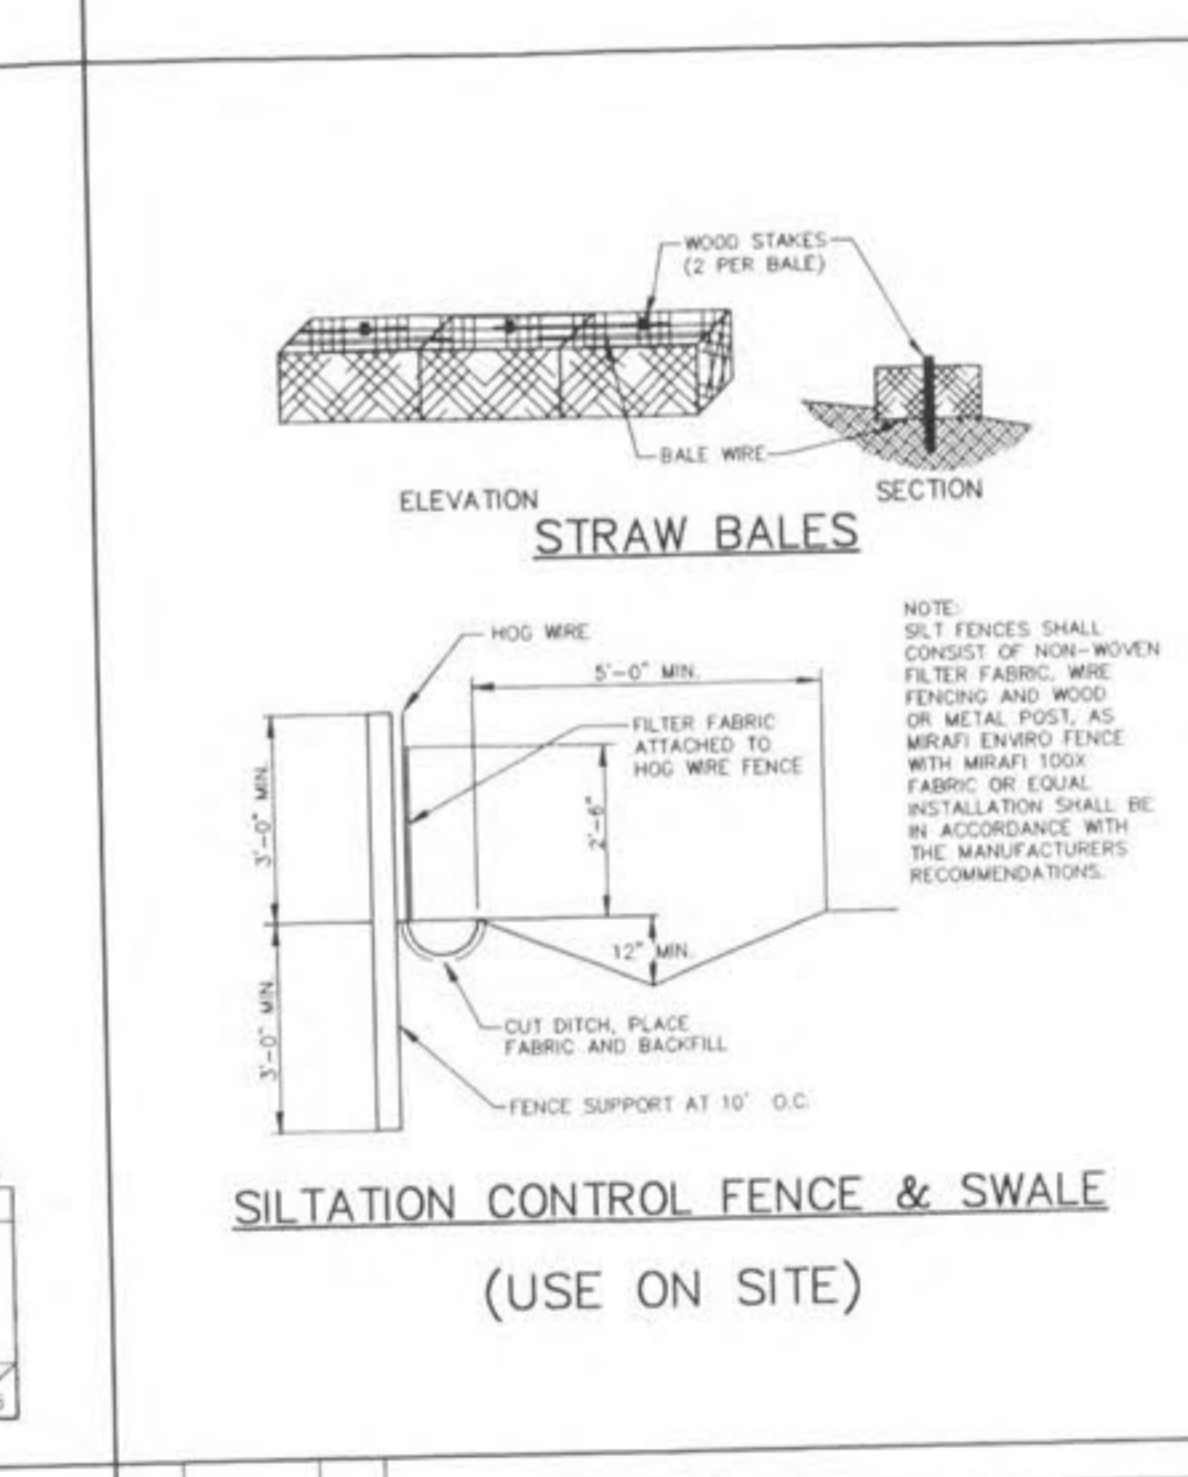 WOOD STAKES
(2 PER BALE)
BALE WIRE
ELEVATION
SECTION
STRAW BALES
HOG WIRE
5'-0" MIN.
FILTER FABRIC
ATTACHED TO
HOG WIRE FENCE
3'-0" MIN.
2'-6"
12" MIN.
3'-0" MIN.
CUT DITCH, PLACE
FABRIC AND BACKFILL
FENCE SUPPORT AT 10' O.C.
NOTE:
SILT FENCES SHALL
CONSIST OF NON-WOVEN
FILTER FABRIC, WIRE
FENCING AND WOOD
OR METAL POST, AS
MIRAFI ENVIRO FENCE
WITH MIRAFI 100X
FABRIC OR EQUAL
INSTALLATION SHALL BE
IN ACCORDANCE WITH
THE MANUFACTURERS
RECOMMENDATIONS.
SILTATION CONTROL FENCE & SWALE
(USE ON SITE)